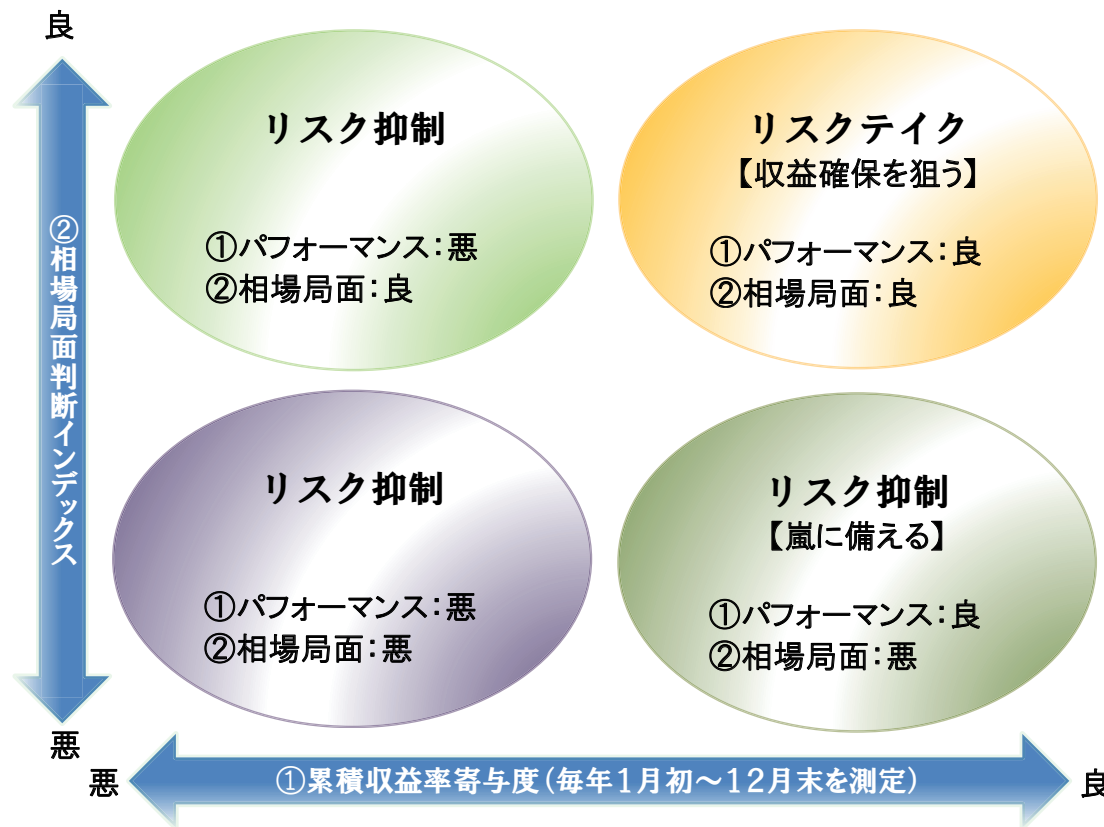 良
②相場局面判断インデックス
リスク抑制
①パフォーマンス：悪
②相場局面：良
リスクテイク
【収益確保を狙う】
①パフォーマンス：良
②相場局面：良
リスク抑制
①パフォーマンス：悪
②相場局面：悪
リスク抑制
【嵐に備える】
①パフォーマンス：良
②相場局面：悪
悪
悪
①累積収益率寄与度（毎年１月初～１２月末を測定）
良